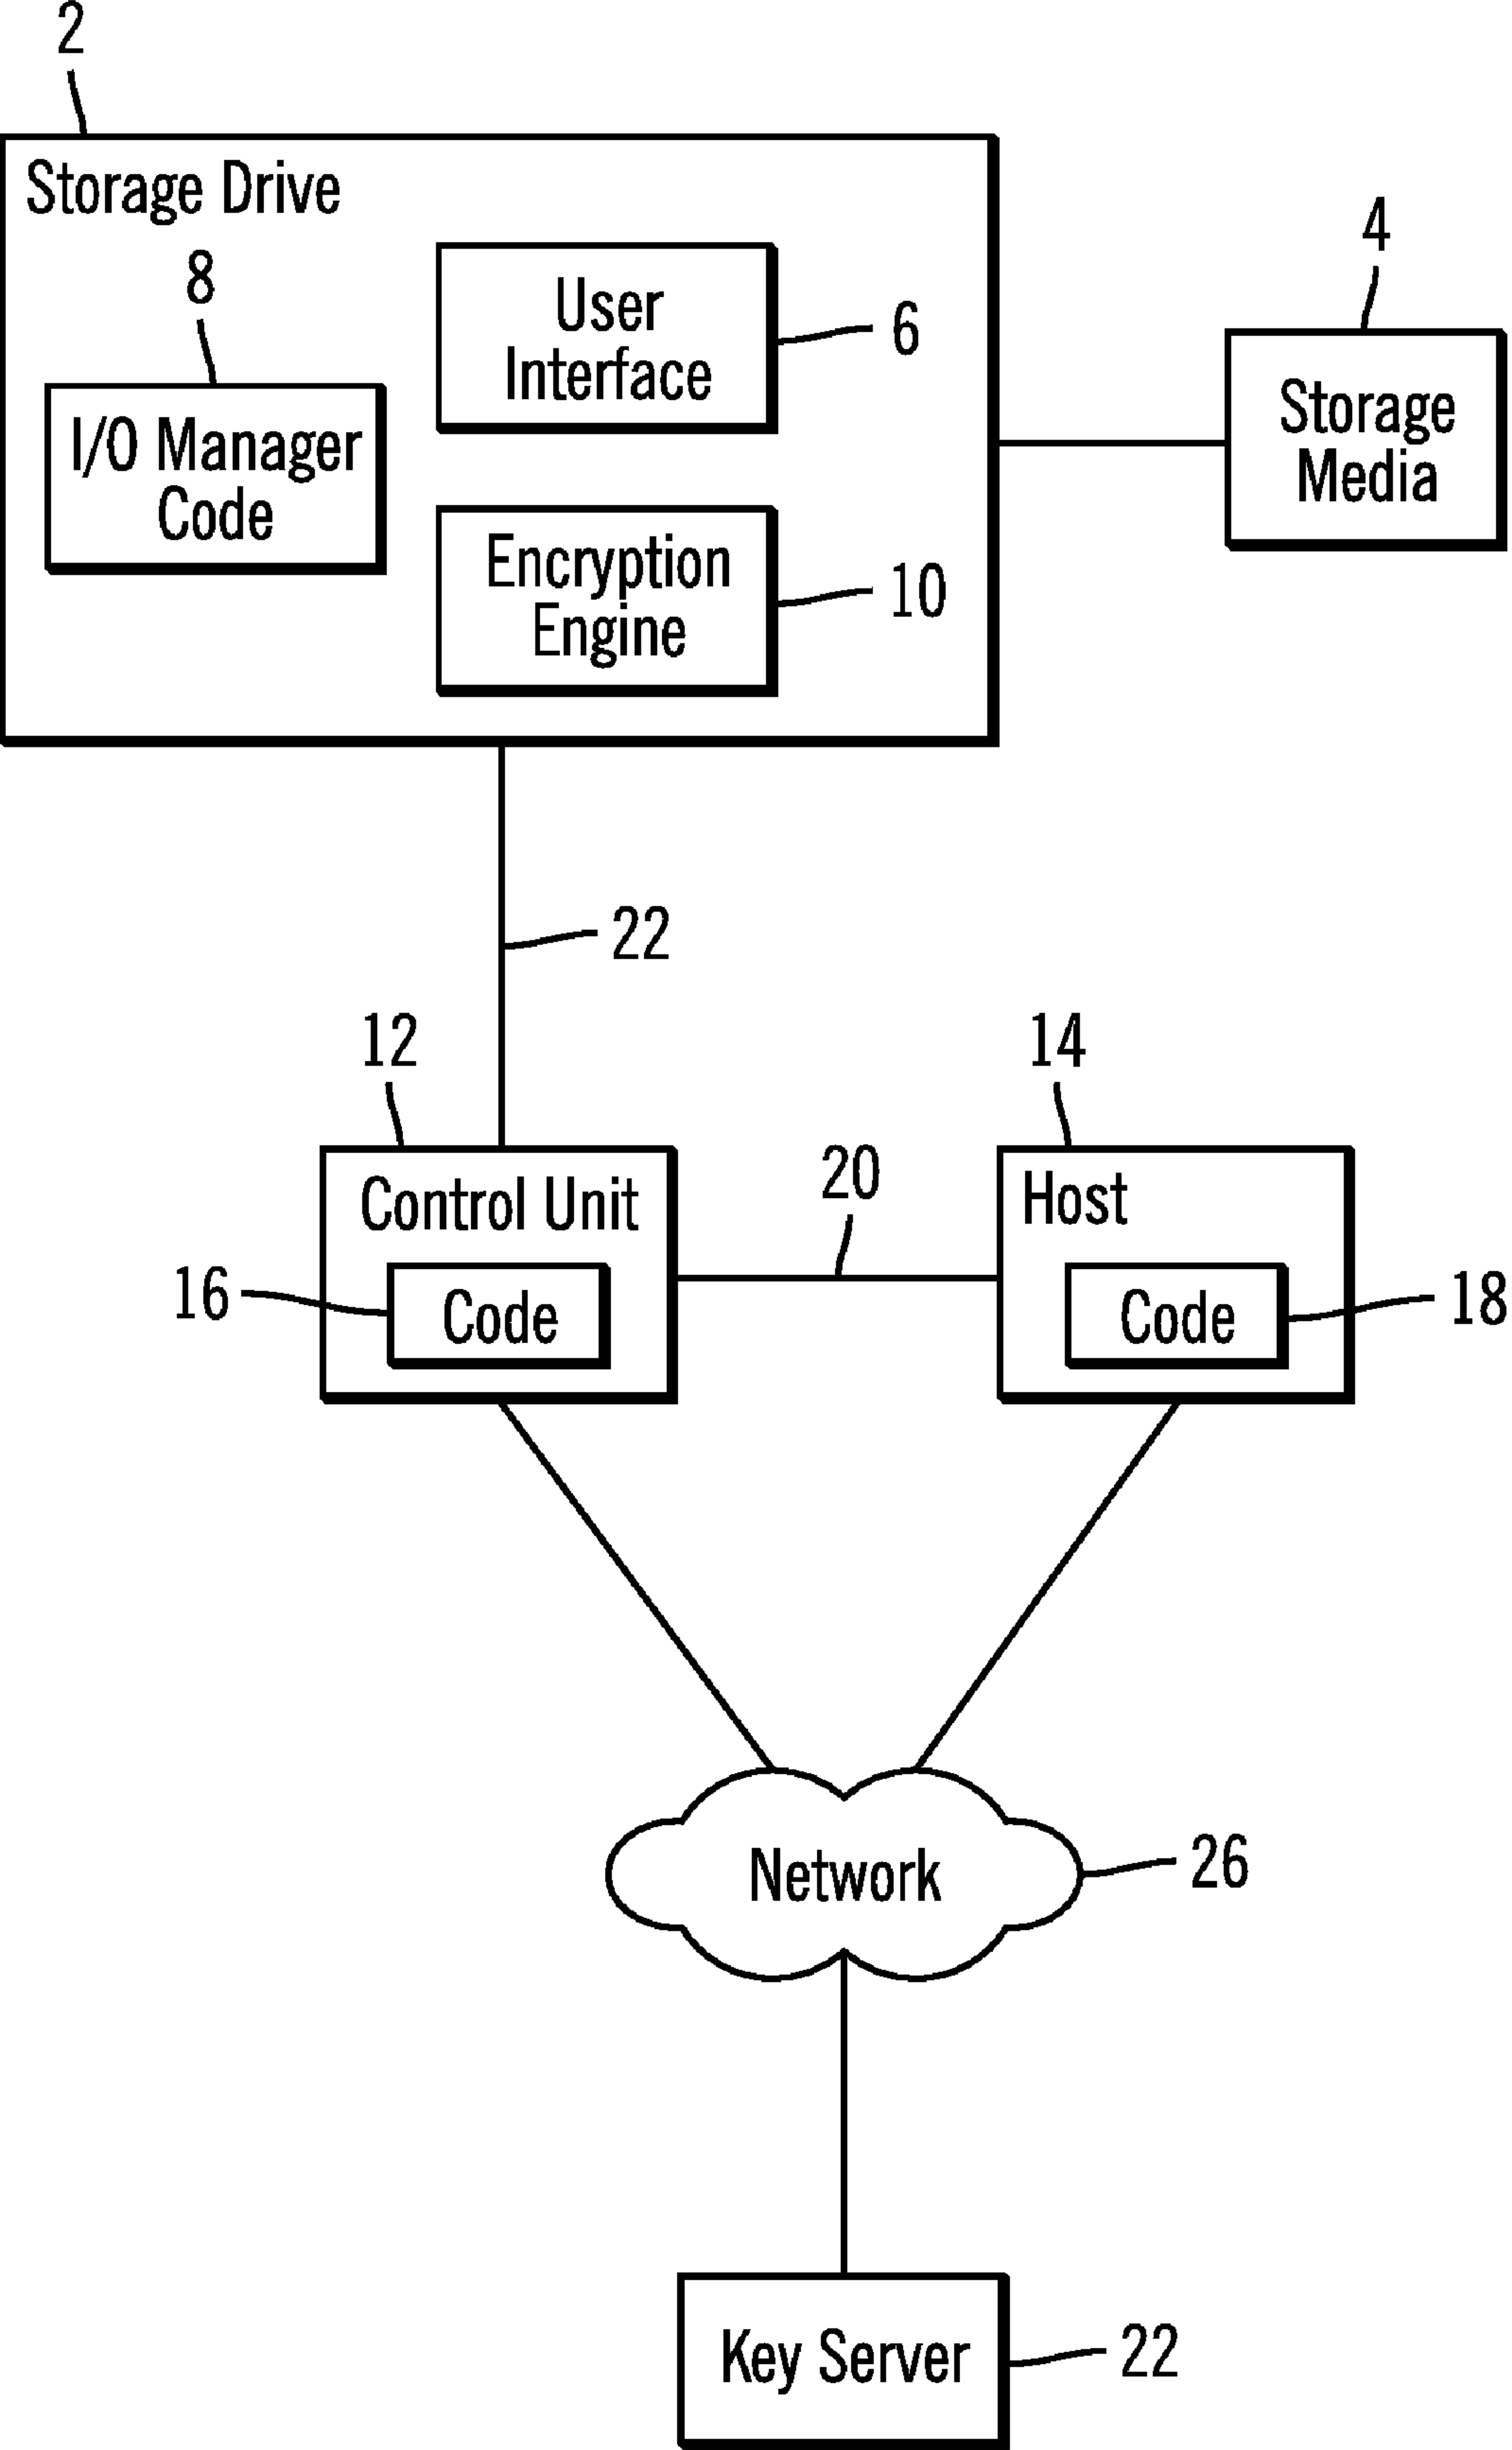 2
Storage Drive
8
User
Interface
6
4
I/O Manager
Code
Storage
Media
Encryption
Engine
10
22
12
14
Control Unit
20
Host
16
Code
Code
18
Network
26
Key Server
22